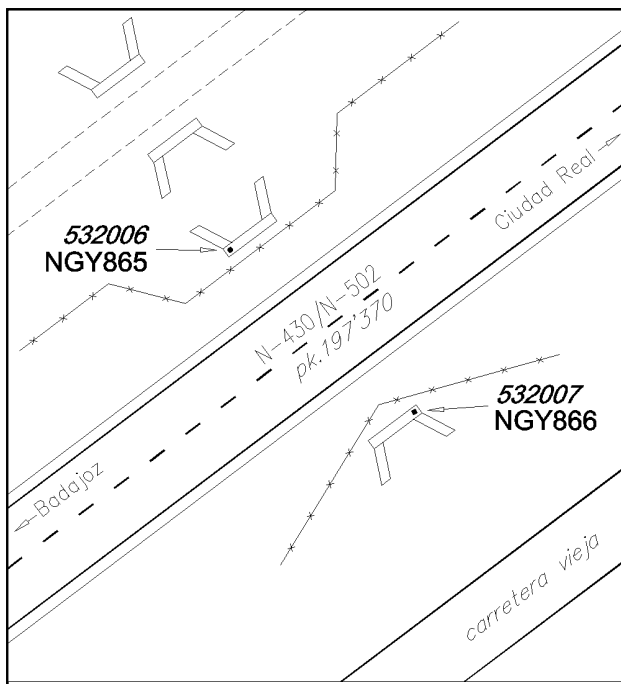 Ciudad Real
532006
NGY865
N-430/N-502
pk.197'370
532007
NGY866
Badajoz
carretera vieja